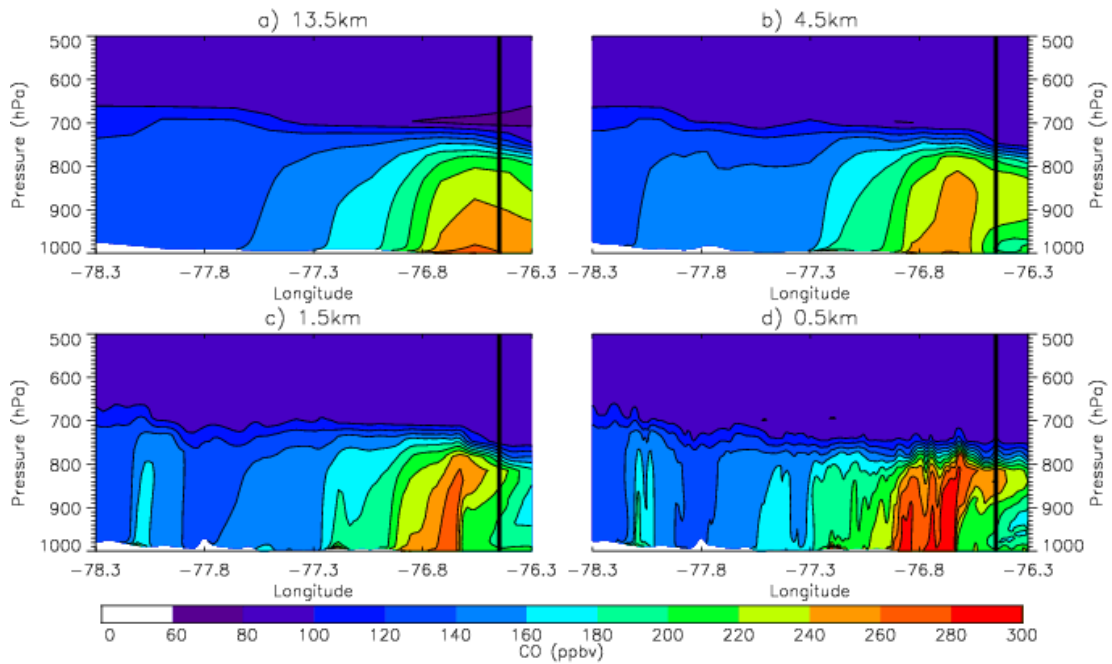 a) 13.5km
b) 4.5km
500 500
600 600
700 700
800 800
900 900
1000 1000
Pressure (hPa)
Pressure (hPa)
−78.3 −77.8 −77.3 −76.8 −76.3
−78.3 −77.8 −77.3 −76.8 −76.3
Longitude
Longitude
c) 1.5km
d) 0.5km
500 500
600 600
700 700
800 800
900 900
1000 1000
Pressure (hPa)
Pressure (hPa)
−78.3 −77.8 −77.3 −76.8 −76.3
−78.3 −77.8 −77.3 −76.8 −76.3
Longitude
Longitude
0 60 80 100 120 140 160 180 200 220 240 260 280 300
CO (ppbv)